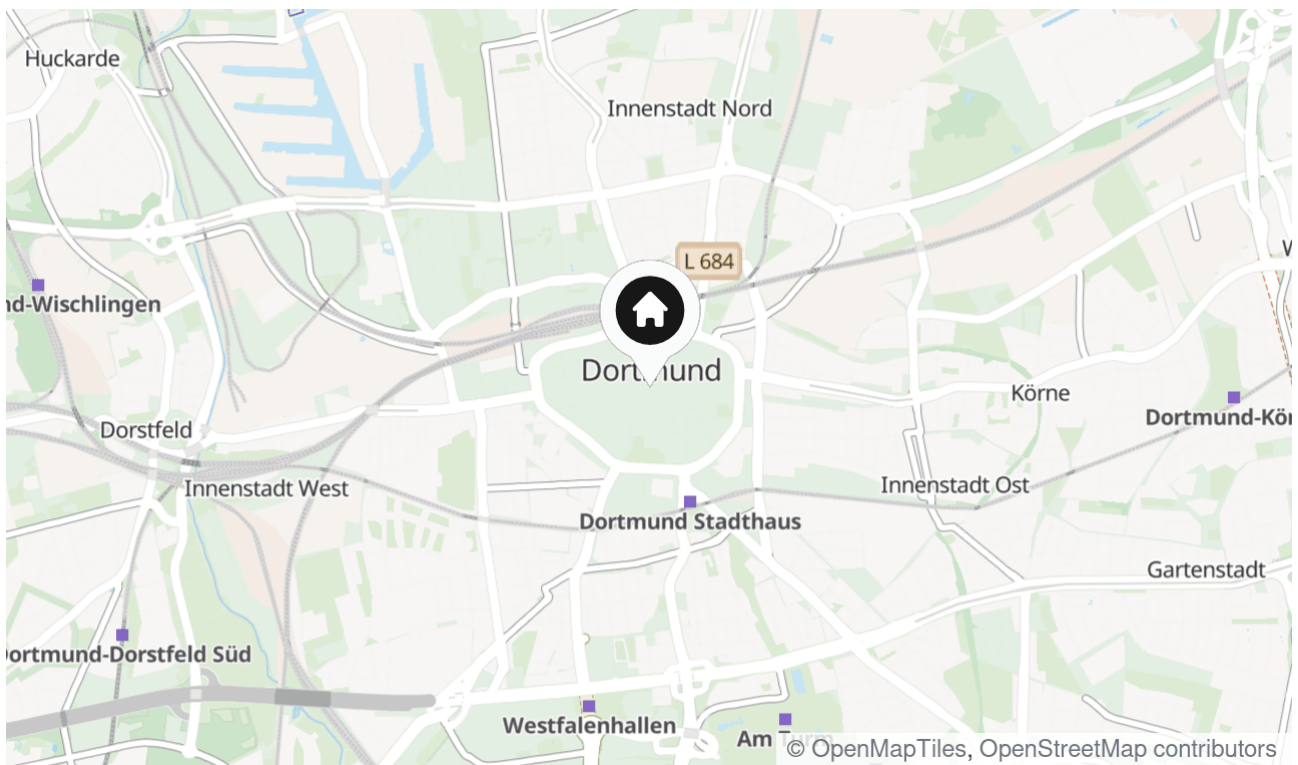 Huckarde
Innenstadt Nord
L 684
nd-Wischlingen
Dortmund
Körne
Dortmund-Kör
Dorstfeld
Innenstadt West
Innenstadt Ost
Dortmund Stadthaus
Gartenstadt
ortmund-Dorstfeld Süd
Westfalenhallen
Am Turm
© OpenMapTiles, OpenStreetMap contributors